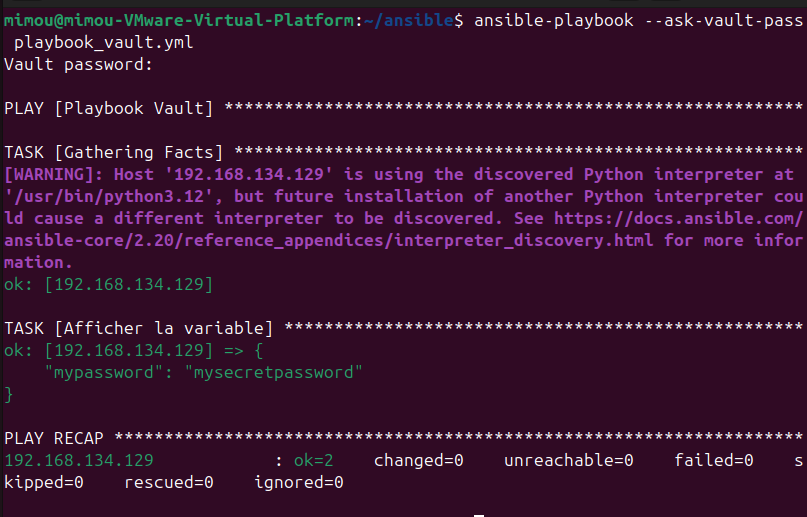 mimou@mimou-VMware-Virtual-Platform:~/ansible$ ansible-playbook --ask-vault-pass
 playbook_vault.yml
Vault password:
PLAY [Playbook Vault] **********************************************************
TASK [Gathering Facts] *********************************************************
[WARNING]: Host '192.168.134.129' is using the discovered Python interpreter at
'/usr/bin/python3.12', but future installation of another Python interpreter cou
ld cause a different interpreter to be discovered. See https://docs.ansible.com/
ansible-core/2.20/reference_appendices/interpreter_discovery.html for more infor
mation.
ok: [192.168.134.129]
TASK [Afficher la variable] ****************************************************
ok: [192.168.134.129] => {
    "mypassword": "mysecretpassword"
}
PLAY RECAP *********************************************************************
192.168.134.129            : ok=2    changed=0    unreachable=0    failed=0    s
kipped=0    rescued=0    ignored=0